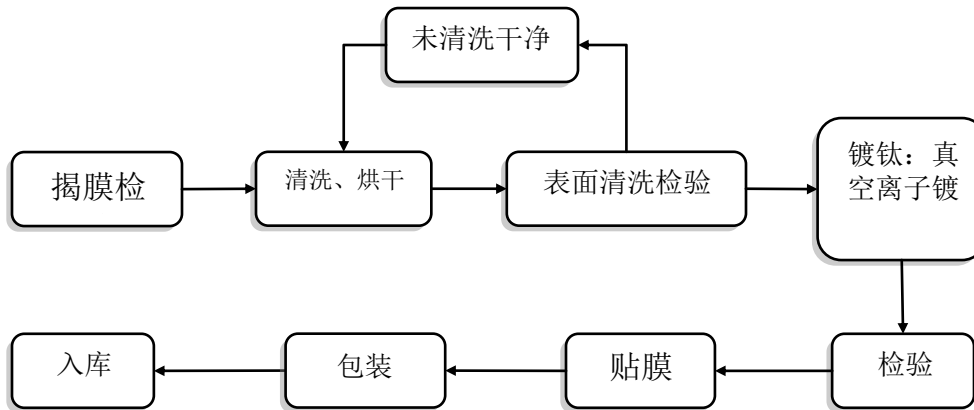 未清洗干净
揭膜检
清洗、烘干
表面清洗检验
镀钛：真
空离子镀
入库
包装
贴膜
检验